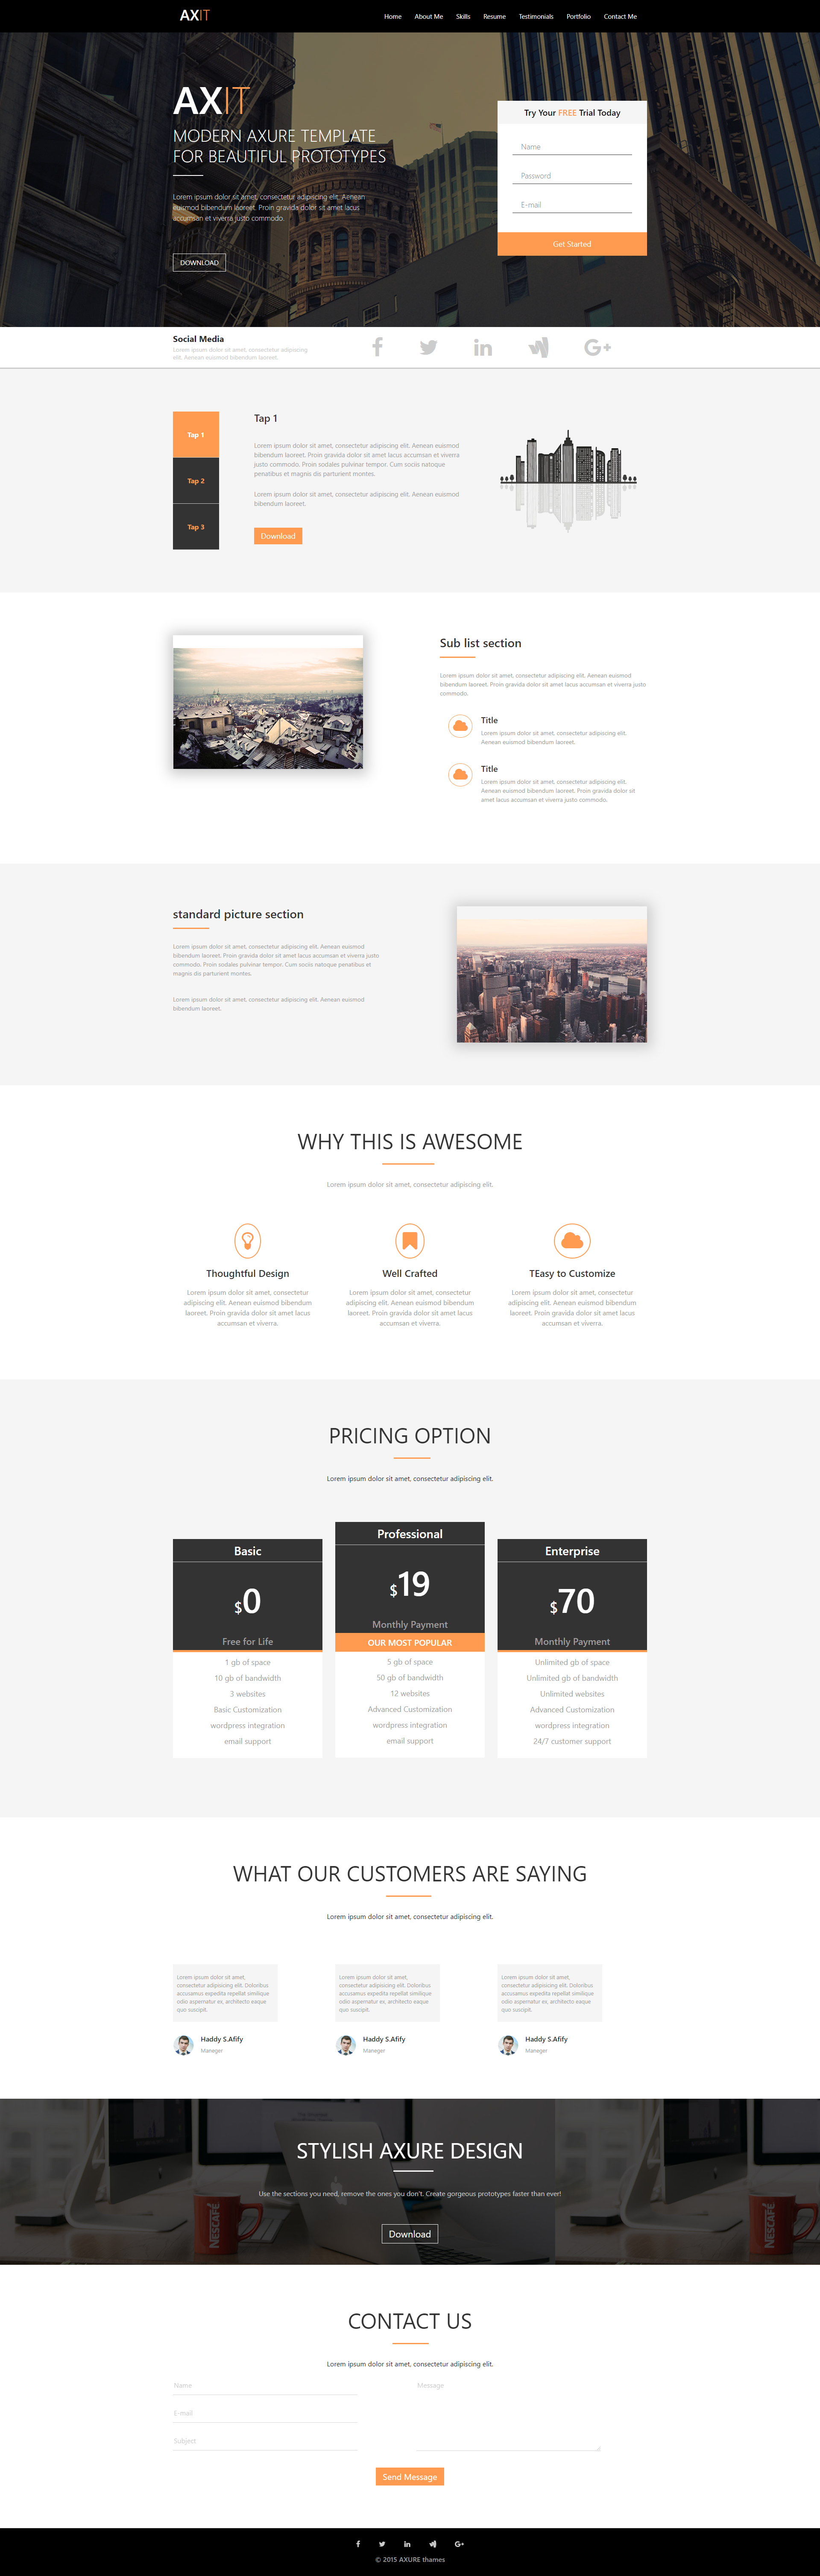 AXIT
Home About Me Skills Resume Testimonials Portfolio Contact Me
AXIT
MODERN AXURE TEMPLATE
FOR BEAUTIFUL PROTOTYPES
Lorem ipsum dolor sit amet, consectetur adipiscing elit. Aenean
euismod bibendum laoreet. Proin gravida dolor sit amet lacus
accumsan et viverra justo commodo.
DOWNLOAD
Try Your FREE Trial Today
Name
Password
E-mail
Get Started
Social Media
Lorem ipsum dolor sit amet, consectetur adipiscing
elit. Aenean euismod bibendum laoreet.
Tap 1
Tap 2
Tap 3
Tap 1
Lorem ipsum dolor sit amet, consectetur adipiscing elit. Aenean euismod
bibendum laoreet. Proin gravida dolor sit amet lacus accumsan et viverra
justo commodo. Proin sodales pulvinar tempor. Cum sociis natoque
penatibus et magnis dis parturient montes.
Lorem ipsum dolor sit amet, consectetur adipiscing elit. Aenean euismod
bibendum laoreet.
Download
Sub list section
Lorem ipsum dolor sit amet, consectetur adipiscing elit. Aenean euismod
bibendum laoreet. Proin gravida dolor sit amet lacus accumsan et viverra justo
commodo.
Title
Lorem ipsum dolor sit amet, consectetur adipiscing elit.
Aenean euismod bibendum laoreet.
Title
Lorem ipsum dolor sit amet, consectetur adipiscing elit.
Aenean euismod bibendum laoreet. Proin gravida dolor sit
amet lacus accumsan et viverra justo commodo.
standard picture section
Lorem ipsum dolor sit amet, consectetur adipiscing elit. Aenean euismod
bibendum laoreet. Proin gravida dolor sit amet lacus accumsan et viverra justo
commodo. Proin sodales pulvinar tempor. Cum sociis natoque penatibus et
magnis dis parturient montes.
Lorem ipsum dolor sit amet, consectetur adipiscing elit. Aenean euismod
bibendum laoreet.
WHY THIS IS AWESOME
Lorem ipsum dolor sit amet, consectetur adipiscing elit.
Thoughtful Design
Lorem ipsum dolor sit amet, consectetur
adipiscing elit. Aenean euismod bibendum
laoreet. Proin gravida dolor sit amet lacus
accumsan et viverra.
Well Crafted
Lorem ipsum dolor sit amet, consectetur
adipiscing elit. Aenean euismod bibendum
laoreet. Proin gravida dolor sit amet lacus
accumsan et viverra.
TEasy to Customize
Lorem ipsum dolor sit amet, consectetur
adipiscing elit. Aenean euismod bibendum
laoreet. Proin gravida dolor sit amet lacus
accumsan et viverra.
PRICING OPTION
Lorem ipsum dolor sit amet, consectetur adipiscing elit.
Basic
$0
Free for Life
1 gb of space
10 gb of bandwidth
3 websites
Basic Customization
wordpress integration
email support
Professional
$19
Monthly Payment
OUR MOST POPULAR
5 gb of space
50 gb of bandwidth
12 websites
Advanced Customization
wordpress integration
email support
Enterprise
$70
Monthly Payment
Unlimited gb of space
Unlimited gb of bandwidth
Unlimited websites
Advanced Customization
wordpress integration
24/7 customer support
WHAT OUR CUSTOMERS ARE SAYING
Lorem ipsum dolor sit amet, consectetur adipiscing elit.
Lorem ipsum dolor sit amet,
consectetur adipisicing elit. Doloribus
accusamus expedita repellat similique
odio aspernatur ex, architecto eaque
quo suscipit.
Haddy S.Afify
Maneger
Lorem ipsum dolor sit amet,
consectetur adipisicing elit. Doloribus
accusamus expedita repellat similique
odio aspernatur ex, architecto eaque
quo suscipit.
Haddy S.Afify
Maneger
Lorem ipsum dolor sit amet,
consectetur adipisicing elit. Doloribus
accusamus expedita repellat similique
odio aspernatur ex, architecto eaque
quo suscipit.
Haddy S.Afify
Maneger
STYLISH AXURE DESIGN
Use the sections you need, remove the ones you don't. Create gorgeous prototypes faster than ever!
Download
NESCAFÉ
NESCAFÉ
CONTACT US
Lorem ipsum dolor sit amet, consectetur adipiscing elit.
Name
E-mail
Subject
Message
Send Message
© 2015 AXURE thames